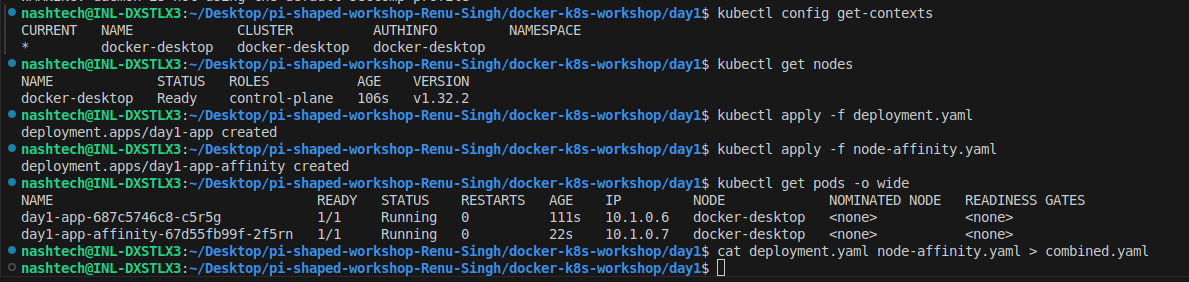 nashtech@INL-DXSTLX3:~/Desktop/pi-shaped-workshop-Renu-Singh/docker-k8s-workshop/day1$ kubectl config get-contexts
CURRENT NAME CLUSTER AUTHINFO NAMESPACE
* docker-desktop docker-desktop docker-desktop
nashtech@INL-DXSTLX3:~/Desktop/pi-shaped-workshop-Renu-Singh/docker-k8s-workshop/day1$ kubectl get nodes
NAME STATUS ROLES AGE VERSION
docker-desktop Ready control-plane 106s v1.32.2
nashtech@INL-DXSTLX3:~/Desktop/pi-shaped-workshop-Renu-Singh/docker-k8s-workshop/day1$ kubectl apply -f deployment.yaml
deployment.apps/day1-app created
nashtech@INL-DXSTLX3:~/Desktop/pi-shaped-workshop-Renu-Singh/docker-k8s-workshop/day1$ kubectl apply -f node-affinity.yaml
deployment.apps/day1-app-affinity created
nashtech@INL-DXSTLX3:~/Desktop/pi-shaped-workshop-Renu-Singh/docker-k8s-workshop/day1$ kubectl get pods -o wide
NAME READY STATUS RESTARTS AGE IP NODE NOMINATED NODE READINESS GATES
day1-app-687c5746c8-c5r5g 1/1 Running 0 111s 10.1.0.6 docker-desktop <none> <none>
day1-app-affinity-67d55fb99f-2f5rn 1/1 Running 0 22s 10.1.0.7 docker-desktop <none> <none>
nashtech@INL-DXSTLX3:~/Desktop/pi-shaped-workshop-Renu-Singh/docker-k8s-workshop/day1$ cat deployment.yaml node-affinity.yaml > combined.yaml
nashtech@INL-DXSTLX3:~/Desktop/pi-shaped-workshop-Renu-Singh/docker-k8s-workshop/day1$